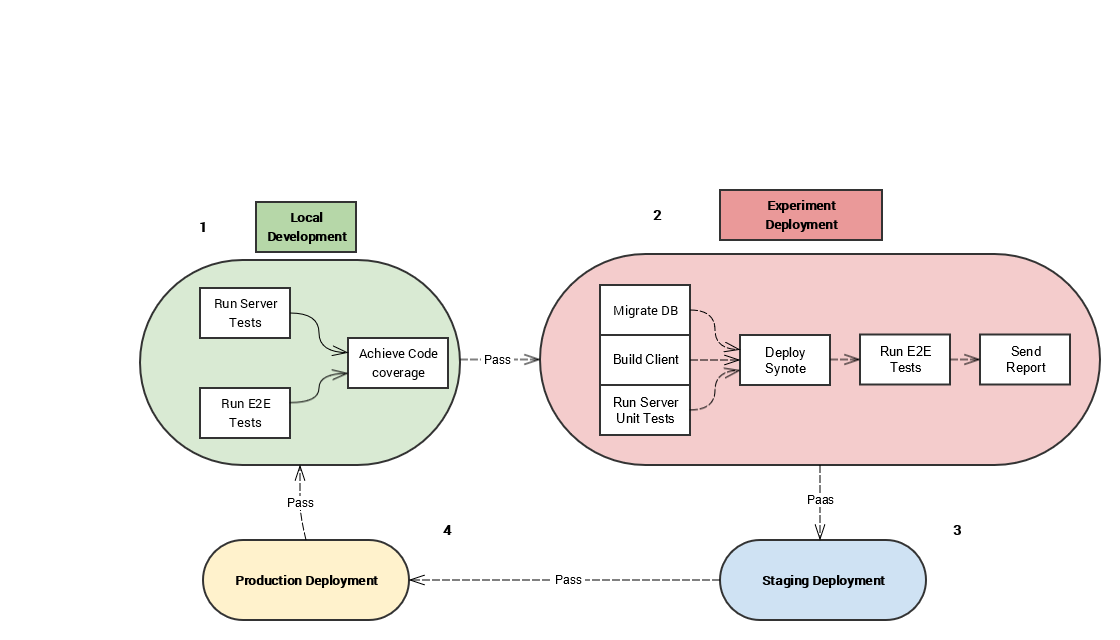 1
Local
Development
2
Experiment
Deployment
Run Server
Tests
Achieve Code
coverage
Run E2E
Tests
Pass
Migrate DB
Build Client
Run Server
Unit Tests
Deploy
Synote
Run E2E
Tests
Send
Report
Pass
Paas
4
3
Production Deployment
Pass
Staging Deployment